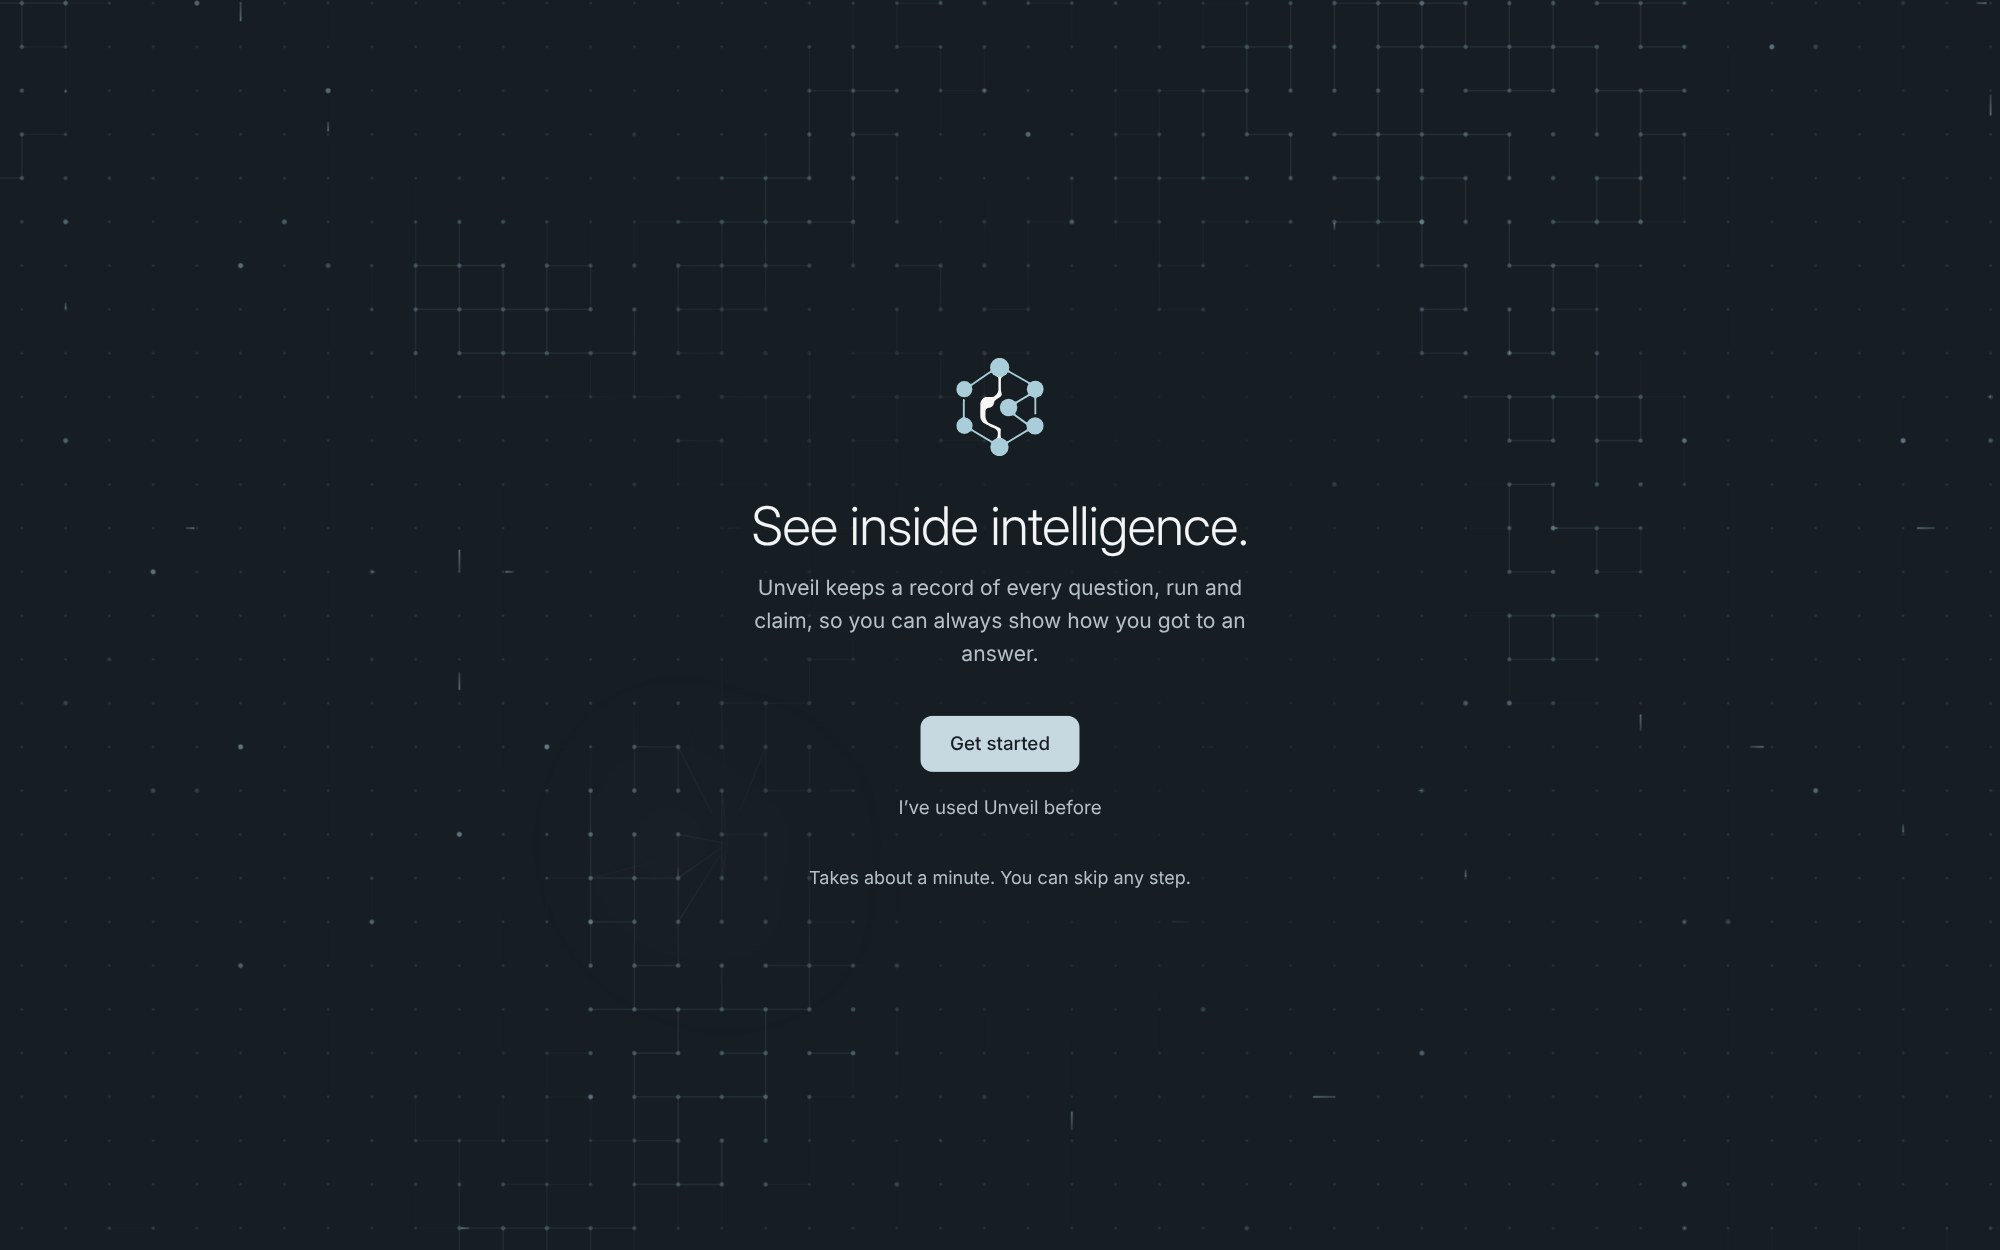 See inside intelligence.
Unveil keeps a record of every question, run and
claim, so you can always show how you got to an
answer.
Get started
I’ve used Unveil before
Takes about a minute. You can skip any step.